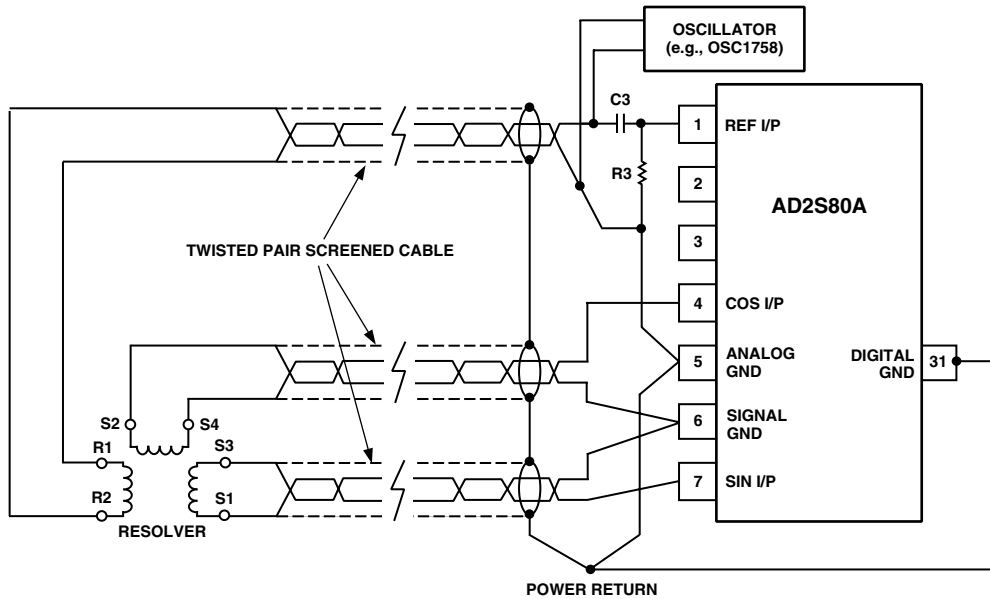 OSCILLATOR
(e.g., OSC1758)
C3
1
REF I/P
R3
2
AD2S80A
3
TWISTED PAIR SCREENED CABLE
4
COS I/P
5
ANALOG
GND
DIGITAL
GND
31
S2
S4
6
SIGNAL
GND
R1
S3
7
SIN I/P
R2
S1
RESOLVER
POWER RETURN